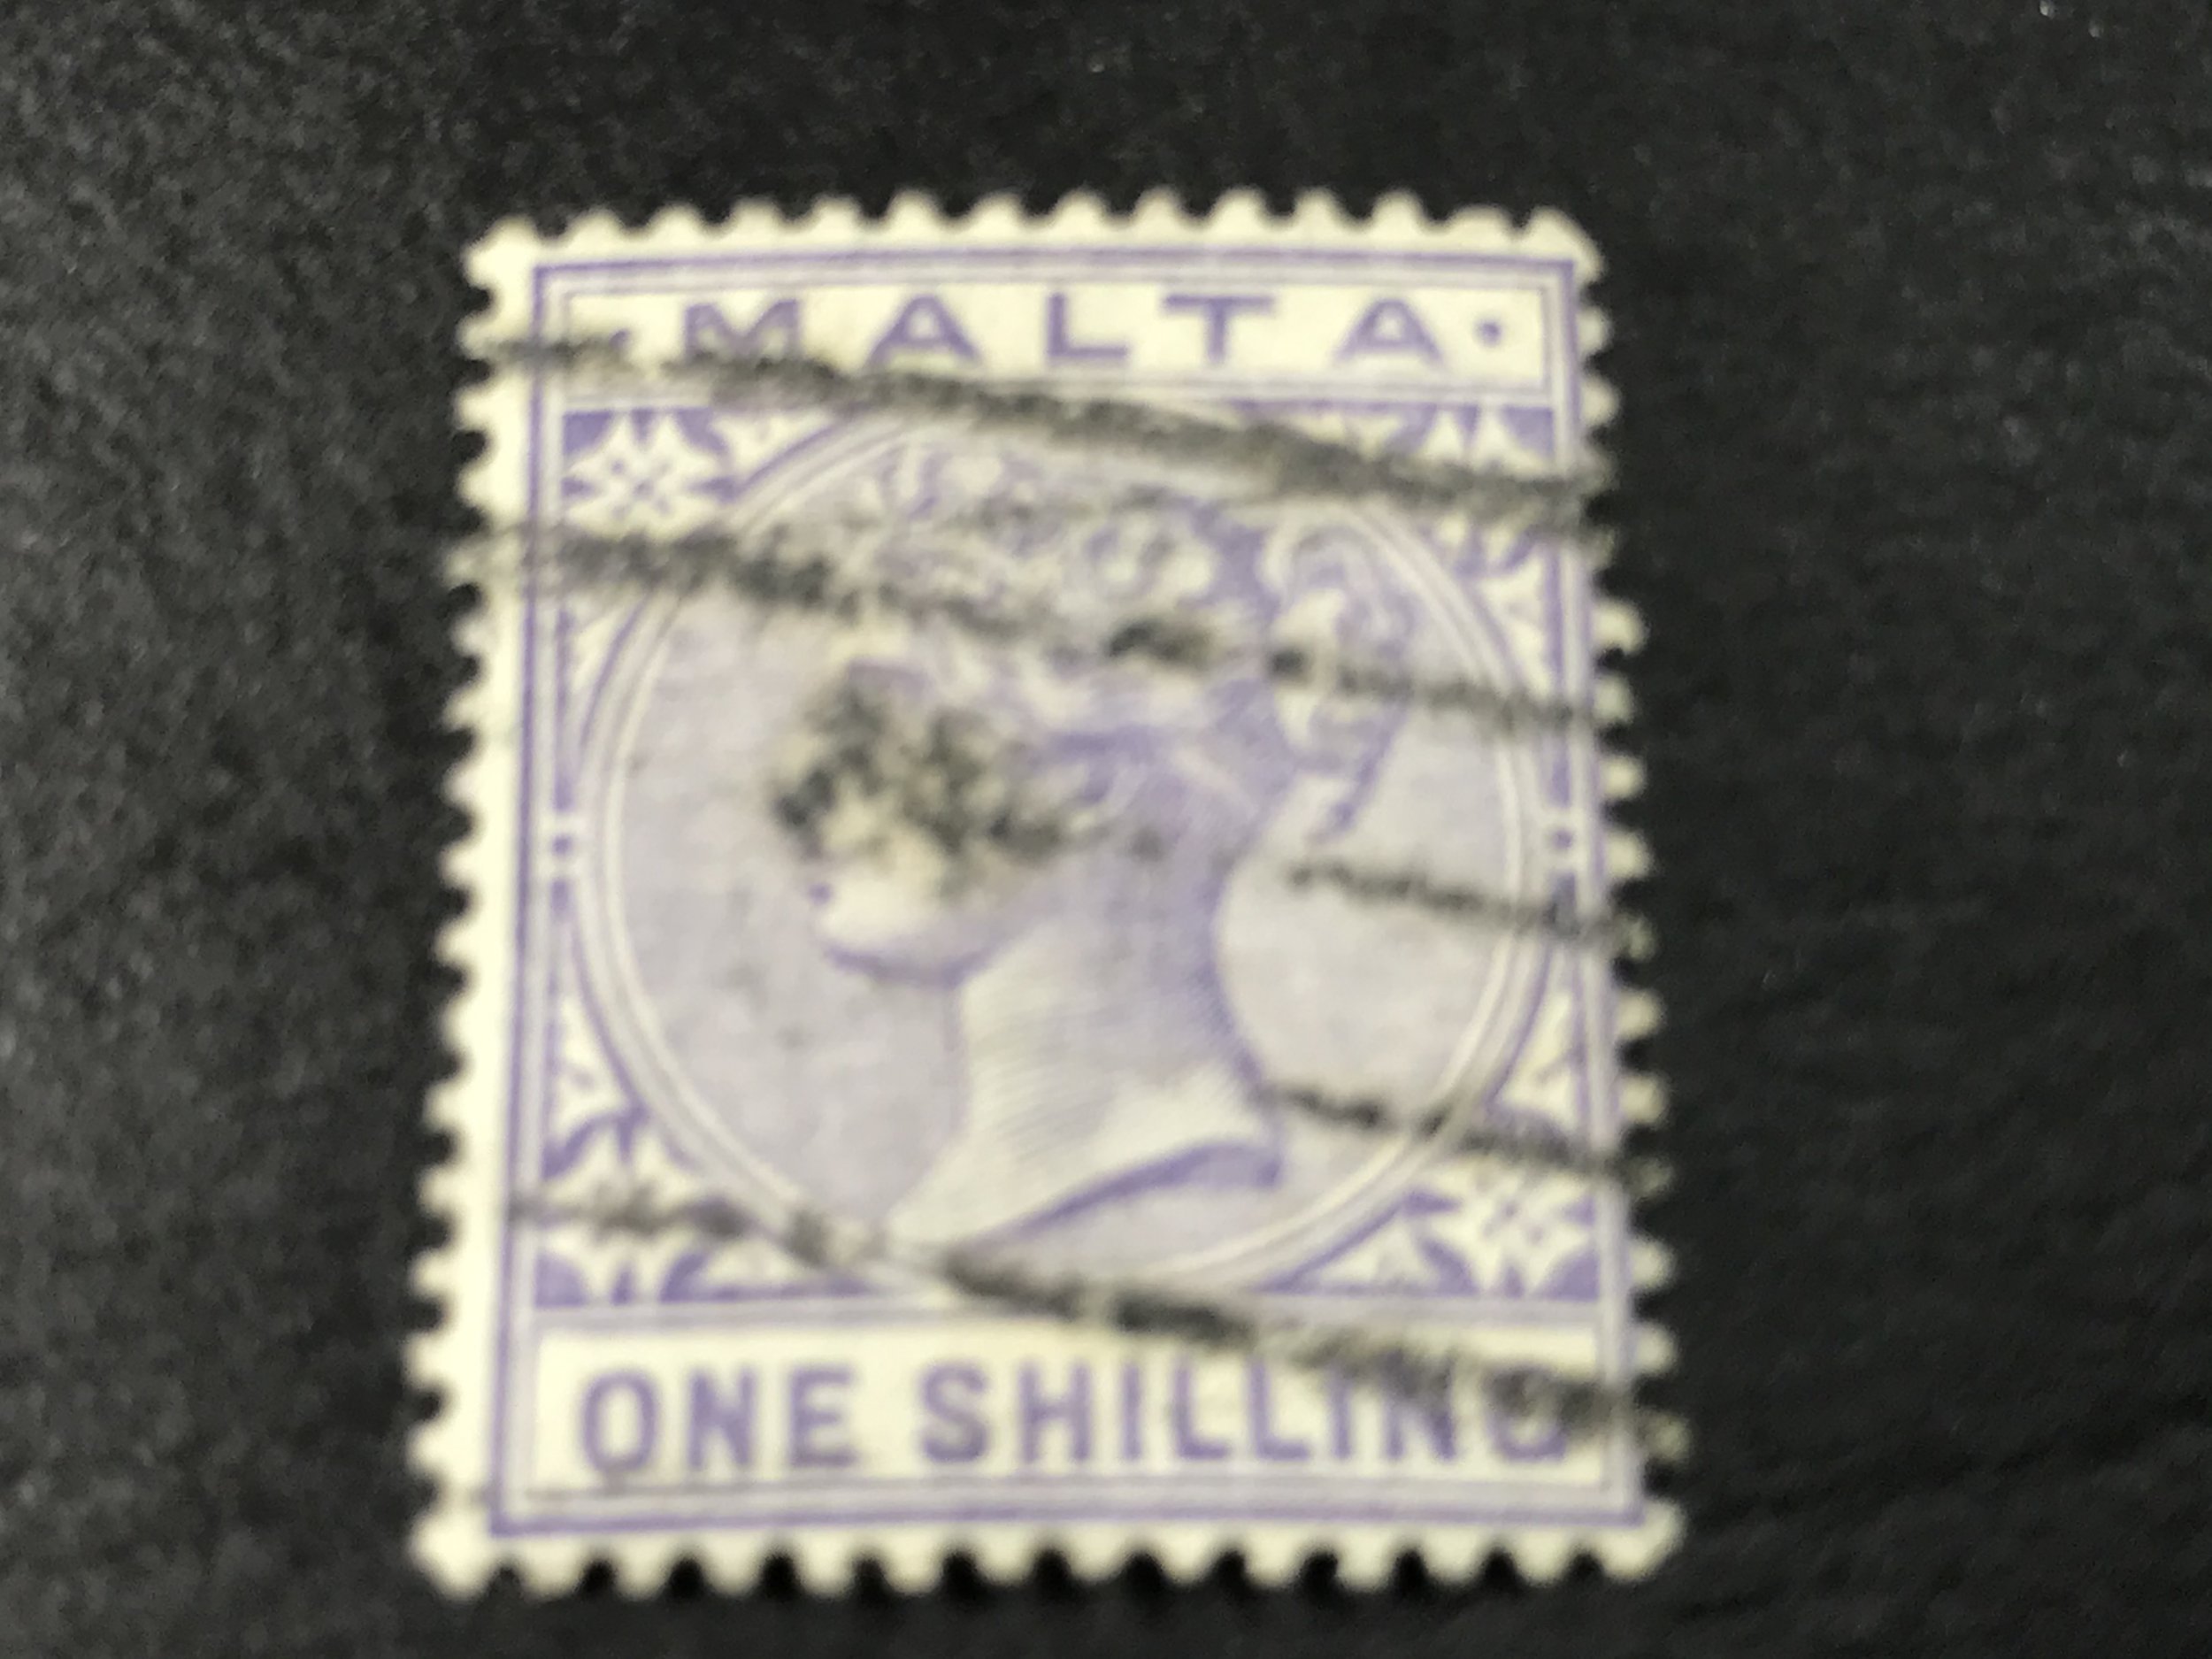 · MALTA ·
ONE SHILLING